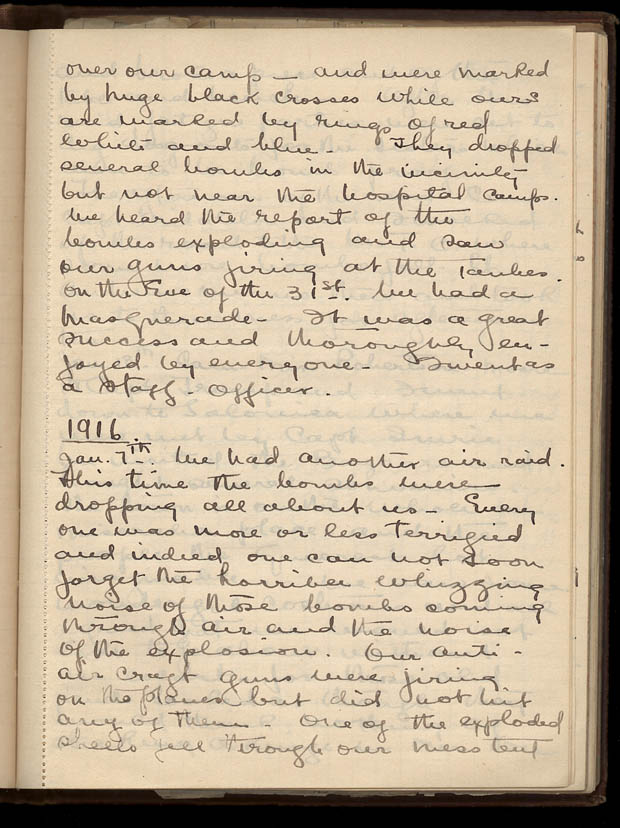 over our camp — and were marked
by huge black crosses while ours
are marked by rings of red
white and blue — They dropped
several bombs in the vicinity
but not near the hospital camps.
We heard the report of the
bombs exploding and saw
our guns firing at the Taubes.
On the Eve of the 31st. we had a
Masquerade — It was a great
success and thoroughly en-
joyed by everyone — I went as
a Staff-Officer.
1916.
Jan. 7th. We had another air raid.
This time the bombs were
dropping all about us — Every
one was more or less terrified
and indeed one can not soon
forget the horrible whizzing
noise of those bombs coming
through air and the noise
of the explosion. Our anti-
air craft guns were firing
on the planes but did not hit
any of them — One of the exploded
shells fell through our mess tent